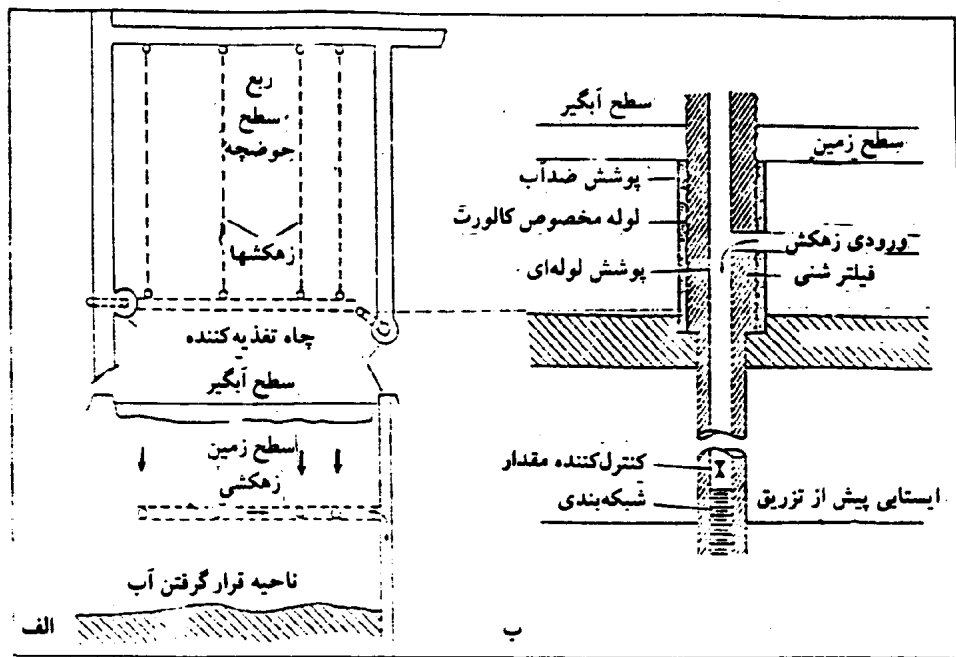 سطح آبگیر
سطح زمین
پوشش ضدآب
لوله مخصوص کالورت
ورودی زهکش
پوشش لوله‌ای
فیلتر شنی
کنترل‌کننده مقدار
شبکه‌بندی
ایستایی پیش از تزریق
ب
ربع
سطح
حوضچه
زهکشها
چاه تغذیه‌کننده
سطح آبگیر
سطح زمین
زهکشی
ناحیه قرار گرفتن آب
الف